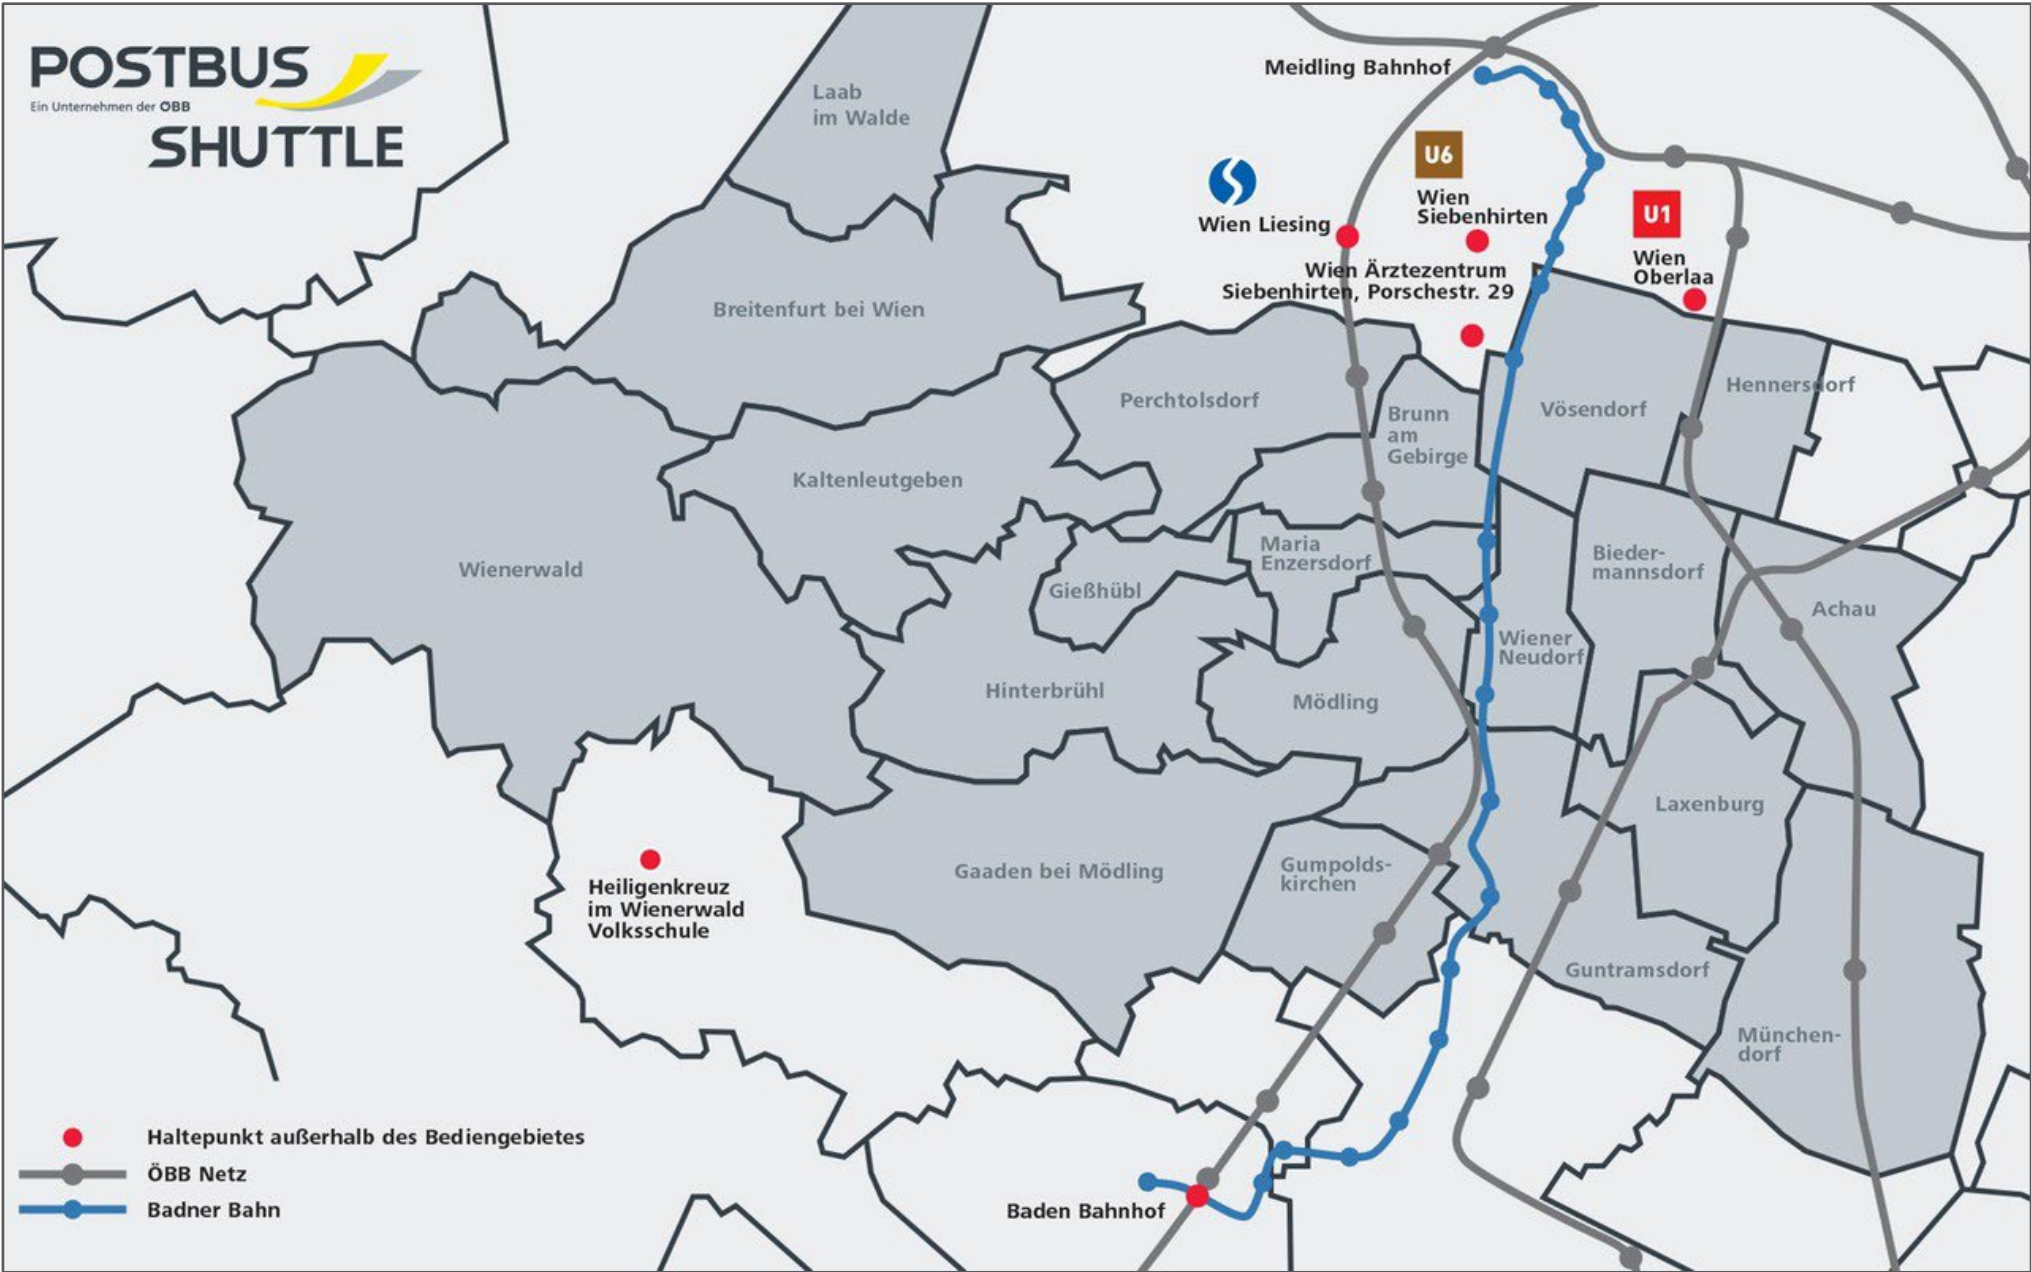 POSTBUS
Ein Unternehmen der ÖBB
SHUTTLE
Laab
im Walde
Meidling Bahnhof
U6
Wien
Siebenhirten
Wien Liesing
U1
Wien
Oberlaa
Wien Ärztezentrum
Siebenhirten, Porschestr. 29
Breitenfurt bei Wien
Perchtolsdorf
Brunn
am
Gebirge
Vösendorf
Hennersdorf
Kaltenleutgeben
Wienerwald
Maria
Enzersdorf
Gießhübl
Bieder-
mannsdorf
Achau
Wiener
Neudorf
Hinterbrühl
Mödling
Laxenburg
Gaaden bei Mödling
Gumpolds-
kirchen
Heiligenkreuz
im Wienerwald
Volksschule
Guntramsdorf
München-
dorf
Haltepunkt außerhalb des Bediengebietes
ÖBB Netz
Badner Bahn
Baden Bahnhof